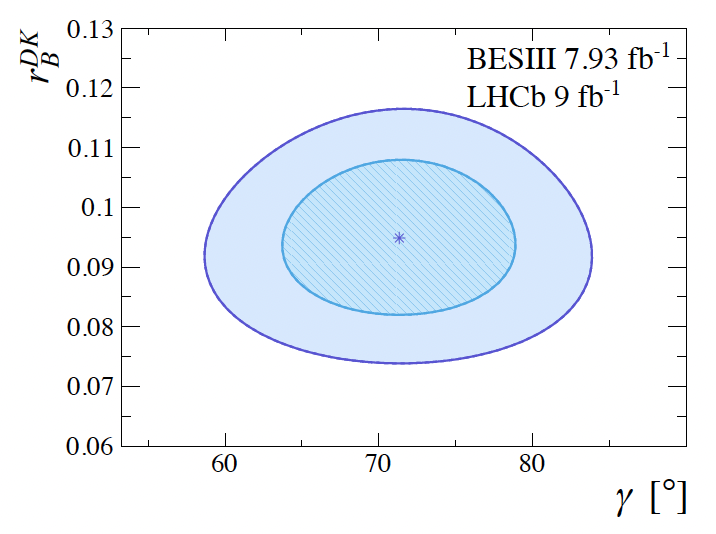 r_B^{DK}
0.13
0.12
0.11
0.1
0.09
0.08
0.07
0.06
BESIII 7.93 fb⁻¹
LHCb 9 fb⁻¹
60 70 80
γ [°]